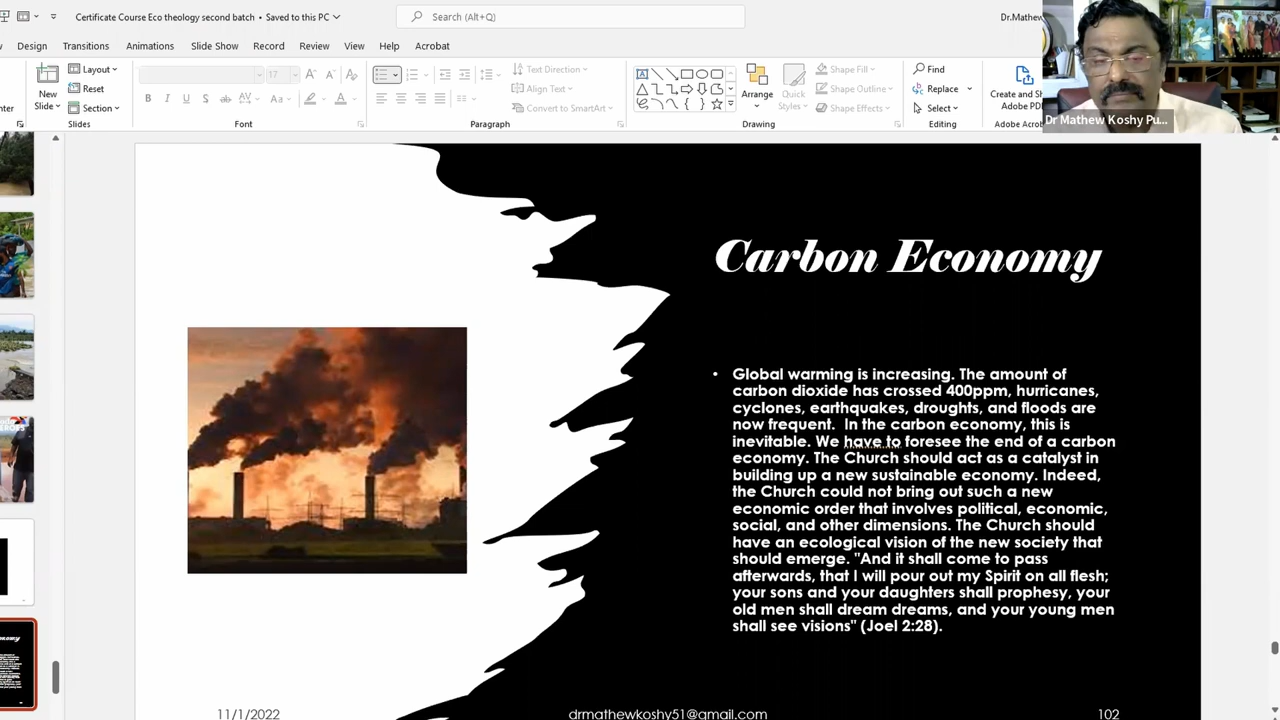 Certificate Course Eco theology second batch • Saved to this PC
Search (Alt+Q)
Dr.Mathew
Design Transitions Animations Slide Show Record Review View Help Acrobat
New Slide
Layout
Reset
Section
Slides
17
B I U S ab AV Aa A
Font
Text Direction
Align Text
Convert to SmartArt
Paragraph
Arrange
Quick Styles
Shape Fill
Shape Outline
Shape Effects
Drawing
Find
Replace
Select
Editing
Create and Sh
Adobe PD
Adobe Acro
Dr Mathew Koshy Pu...
Carbon Economy
• Global warming is increasing. The amount of
carbon dioxide has crossed 400ppm, hurricanes,
cyclones, earthquakes, droughts, and floods are
now frequent. In the carbon economy, this is
inevitable. We have to foresee the end of a carbon
economy. The Church should act as a catalyst in
building up a new sustainable economy. Indeed,
the Church could not bring out such a new
economic order that involves political, economic,
social, and other dimensions. The Church should
have an ecological vision of the new society that
should emerge. "And it shall come to pass
afterwards, that I will pour out my Spirit on all flesh;
your sons and your daughters shall prophesy, your
old men shall dream dreams, and your young men
shall see visions" (Joel 2:28).
11/1/2022
drmathewkoshy51@gmail.com
102